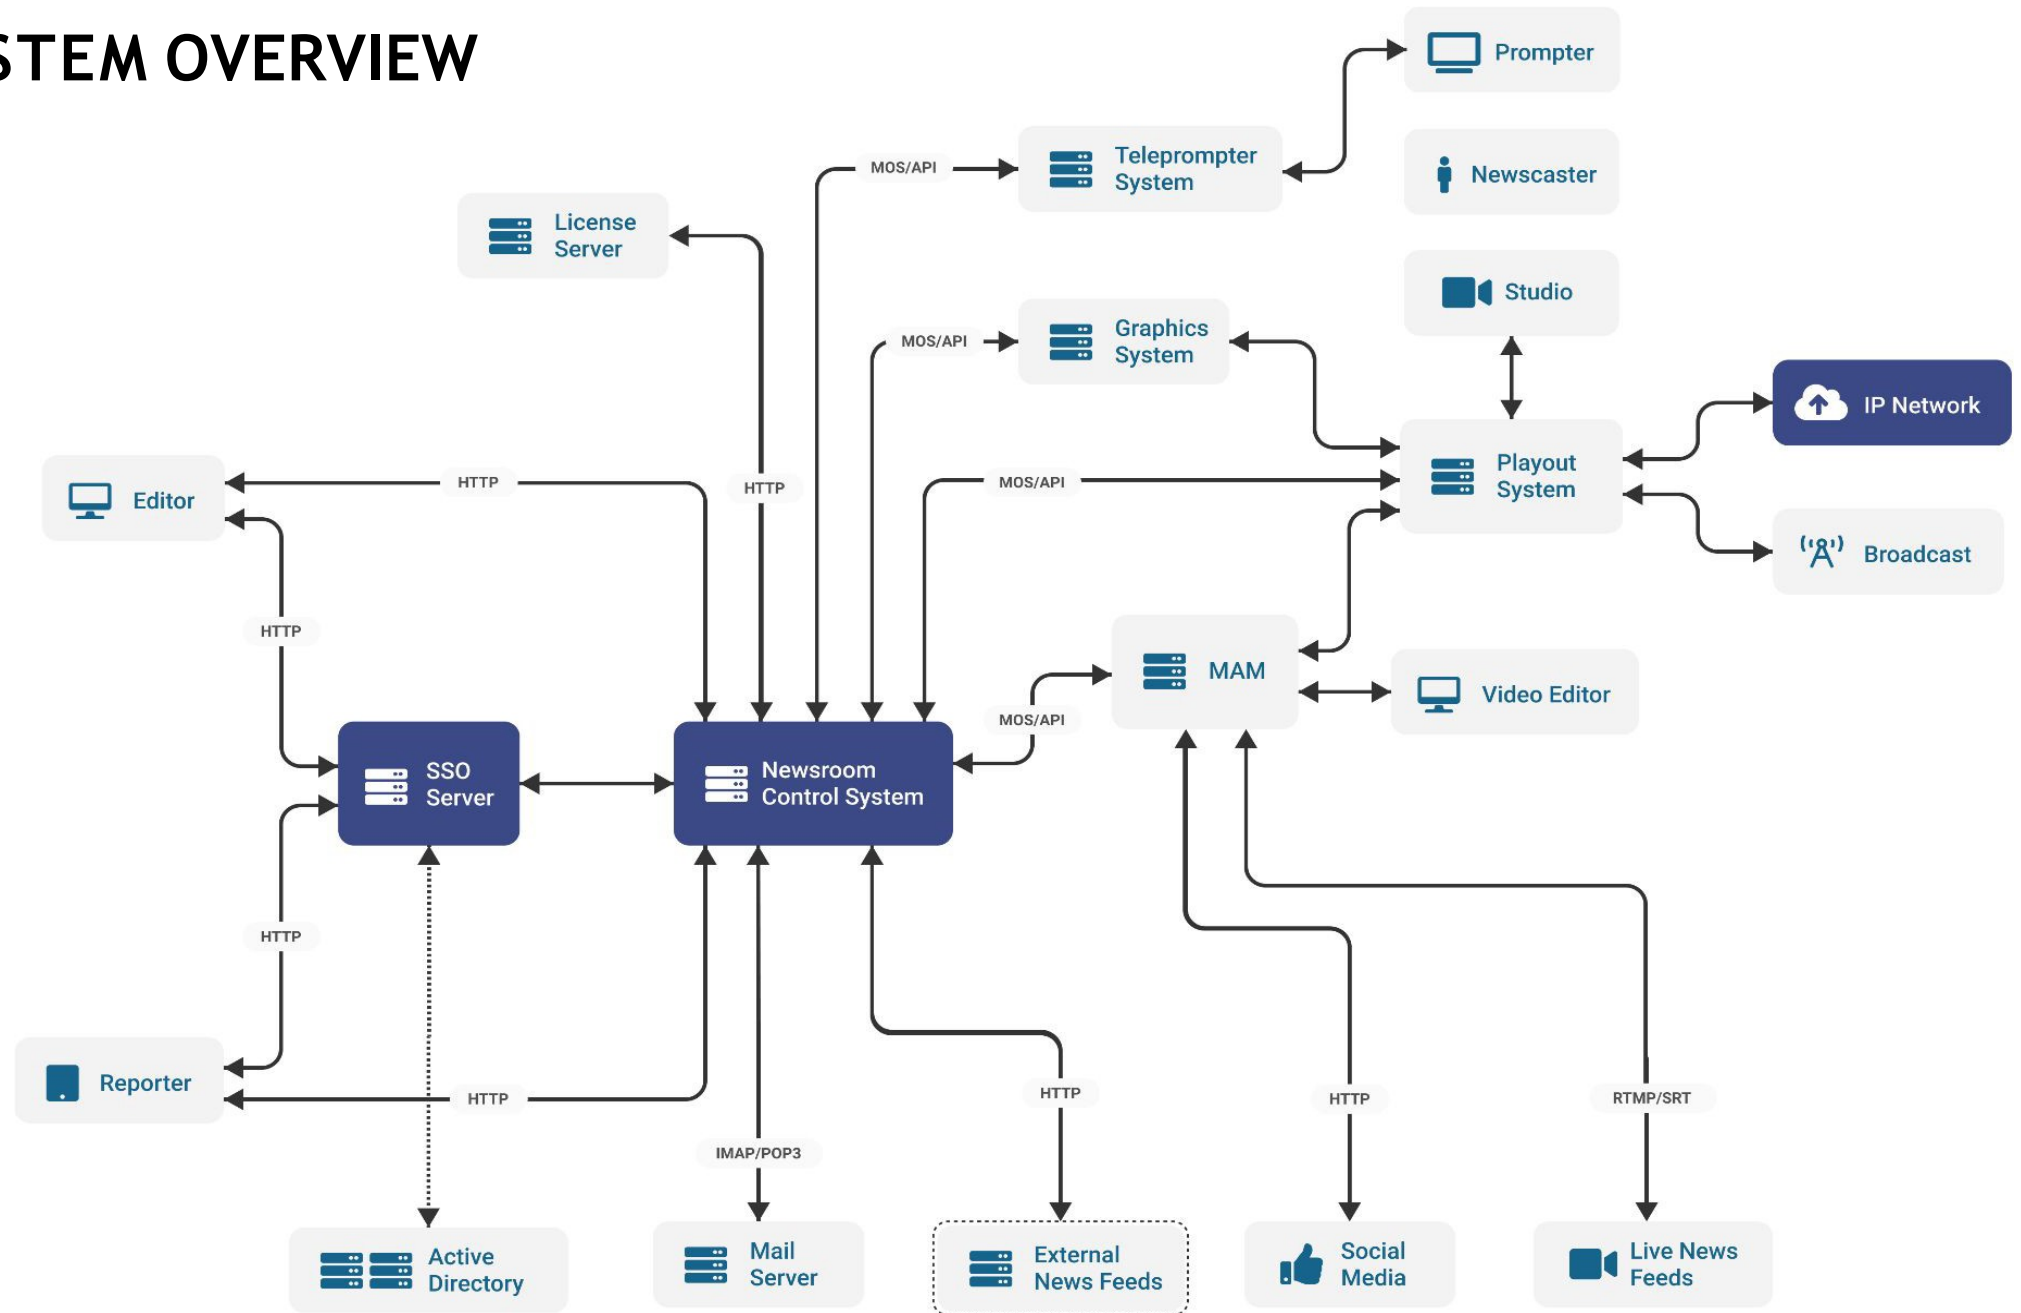 STEM OVERVIEW
Prompter
MOS/API
Teleprompter
System
Newscaster
License
Server
Studio
MOS/API
Graphics
System
IP Network
Editor
HTTP
HTTP
MOS/API
Playout
System
Broadcast
HTTP
MAM
Video Editor
MOS/API
SSO
Server
Newsroom
Control System
HTTP
Reporter
HTTP
HTTP
HTTP
RTMP/SRT
IMAP/POP3
Active
Directory
Mail
Server
External
News Feeds
Social
Media
Live News
Feeds